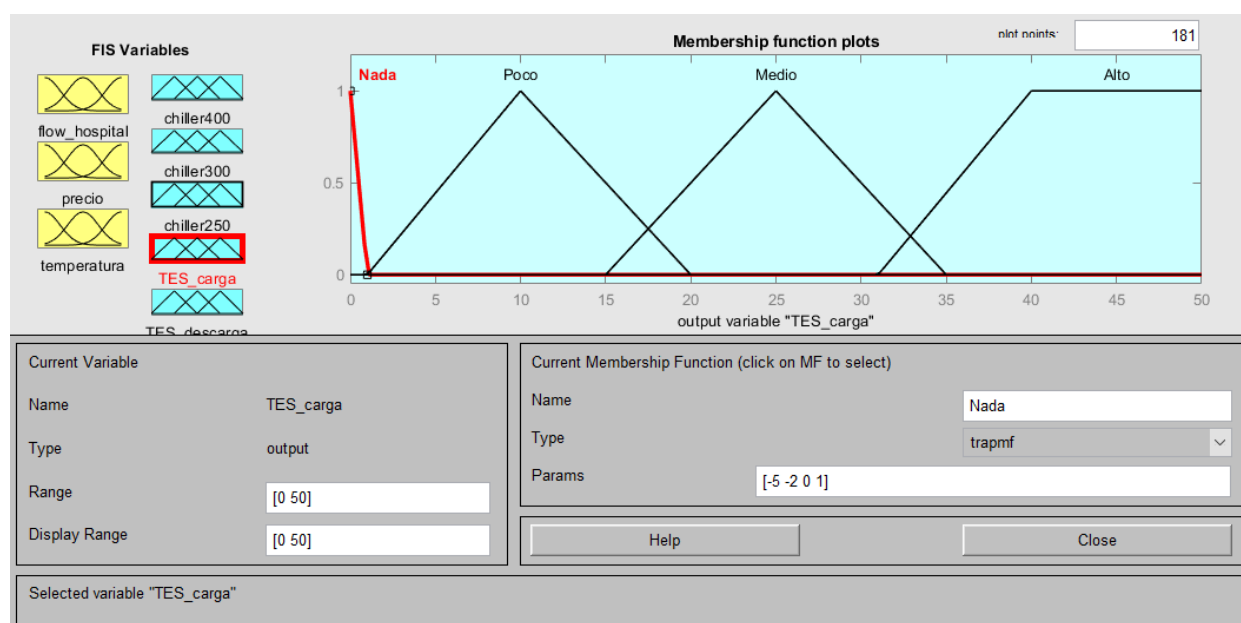 FIS Variables
flow_hospital
precio
temperatura
chiller400
chiller300
chiller250
TES_carga
TES_descarga
Membership function plots
plot points:
181
Nada
Poco
Medio
Alto
1
0.5
0
0 5 10 15 20 25 30 35 40 45 50
output variable "TES_carga"
Current Variable
Name TES_carga
Type output
Range [0 50]
Display Range [0 50]
Current Membership Function (click on MF to select)
Name Nada
Type trapmf
Params [-5 -2 0 1]
Help
Close
Selected variable "TES_carga"